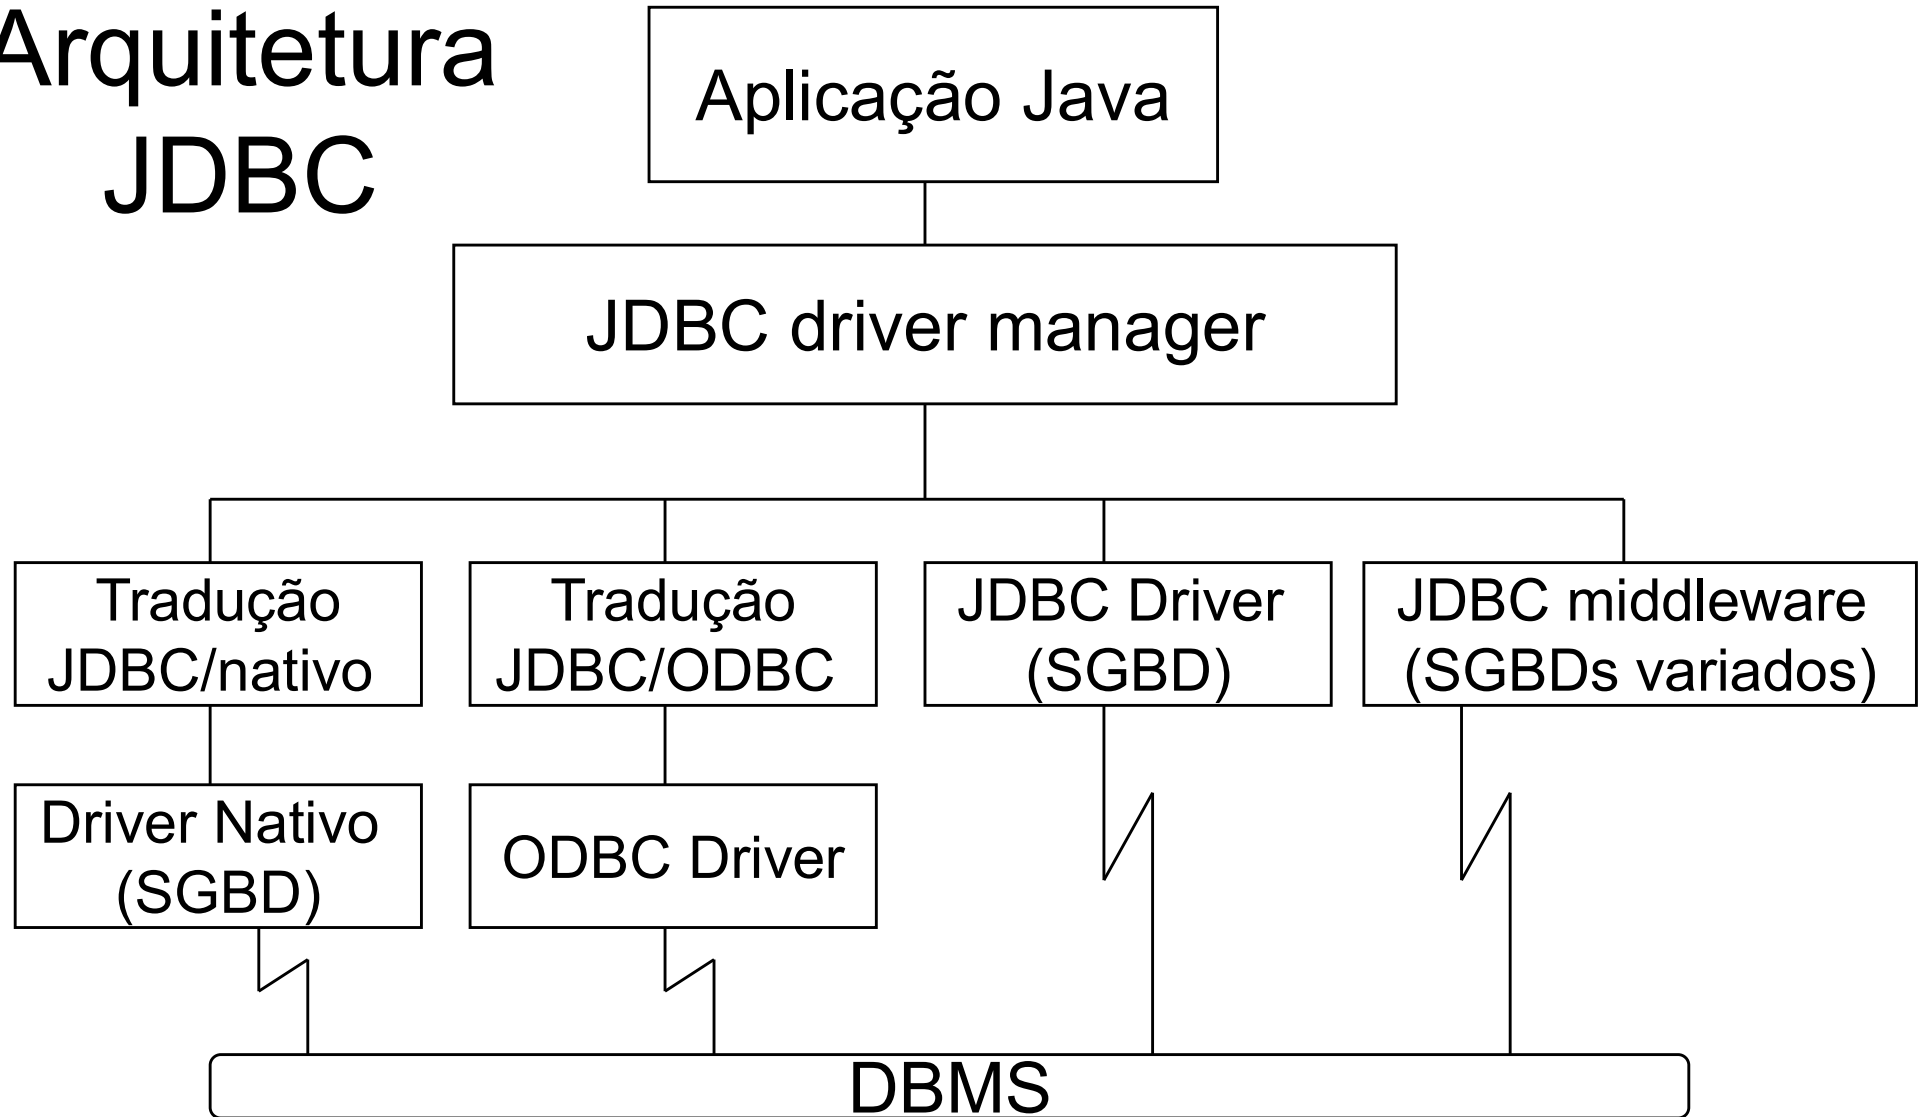 Arquitetura
JDBC
Aplicação Java
JDBC driver manager
Tradução
JDBC/nativo
Tradução
JDBC/ODBC
JDBC Driver
(SGBD)
JDBC middleware
(SGBDs variados)
Driver Nativo
(SGBD)
ODBC Driver
DBMS